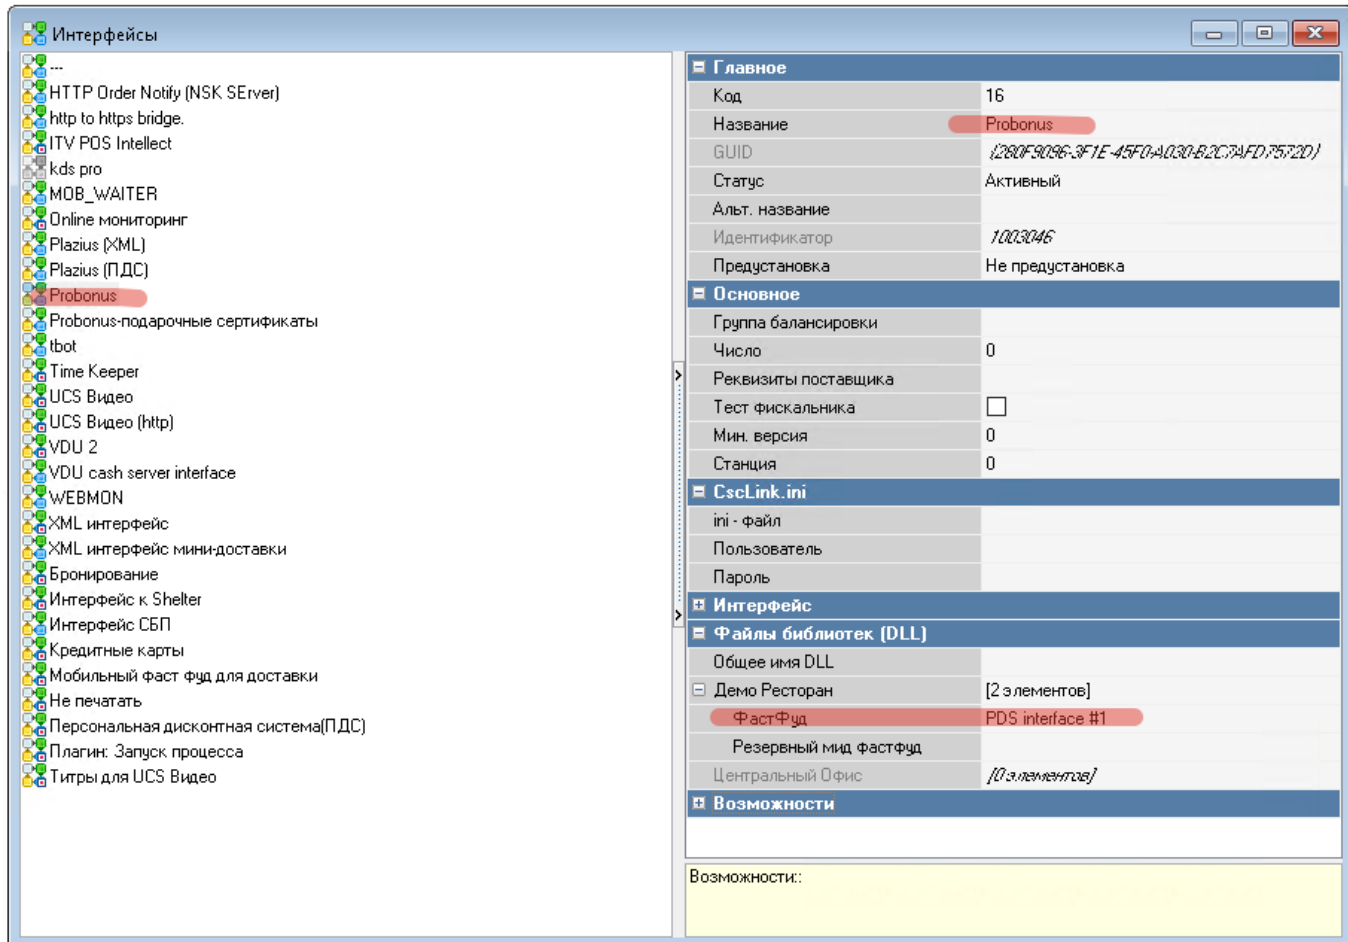 Интерфейсы
---
HTTP Order Notify (NSK SErver)
http to https bridge.
ITV POS Intellect
kds pro
MOB_WAITER
Online мониторинг
Plazius (XML)
Plazius (ПДС)
Probonus
Probonus-подарочные сертификаты
tbot
Time Keeper
UCS Видео
UCS Видео (http)
VDU 2
VDU cash server interface
WEBMON
XML интерфейс
XML интерфейс мини-доставки
Бронирование
Интерфейс к Shelter
Интерфейс СБП
Кредитные карты
Мобильный фаст фуд для доставки
Не печатать
Персональная дисконтная система(ПДС)
Плагин: Запуск процесса
Титры для UCS Видео
Главное
Код 16
Название Probonus
GUID {280F9096-3F1E-45F0-A030-B2C7AFD7572D}
Статус Активный
Альт. название
Идентификатор 1003046
Предустановка Не предустановка
Основное
Группа балансировки
Число 0
Реквизиты поставщика
Тест фискальника
Мин. версия 0
Станция 0
CscLink.ini
ini - файл
Пользователь
Пароль
Интерфейс
Файлы библиотек (DLL)
Общее имя DLL
Демо Ресторан [2 элементов]
ФастФуд PDS interface #1
Резервный мид фастфуд
Центральный Офис [0 элементов]
Возможности
Возможности::